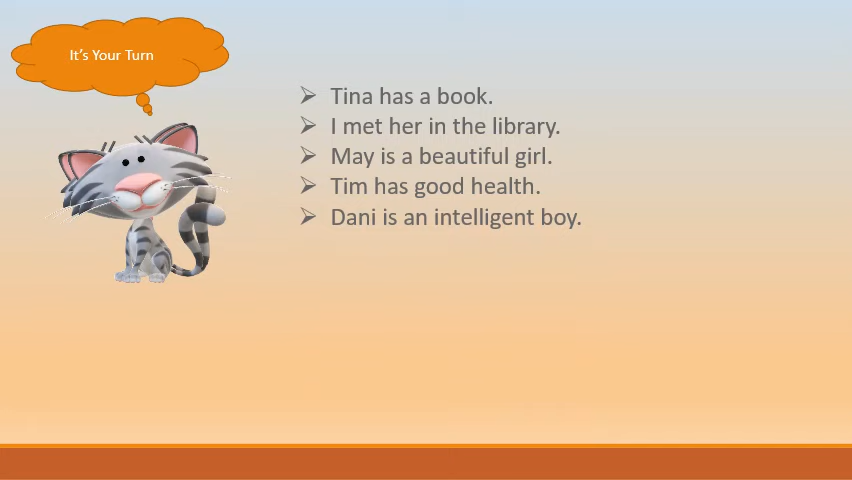 It's Your Turn
Tina has a book.
I met her in the library.
May is a beautiful girl.
Tim has good health.
Dani is an intelligent boy.